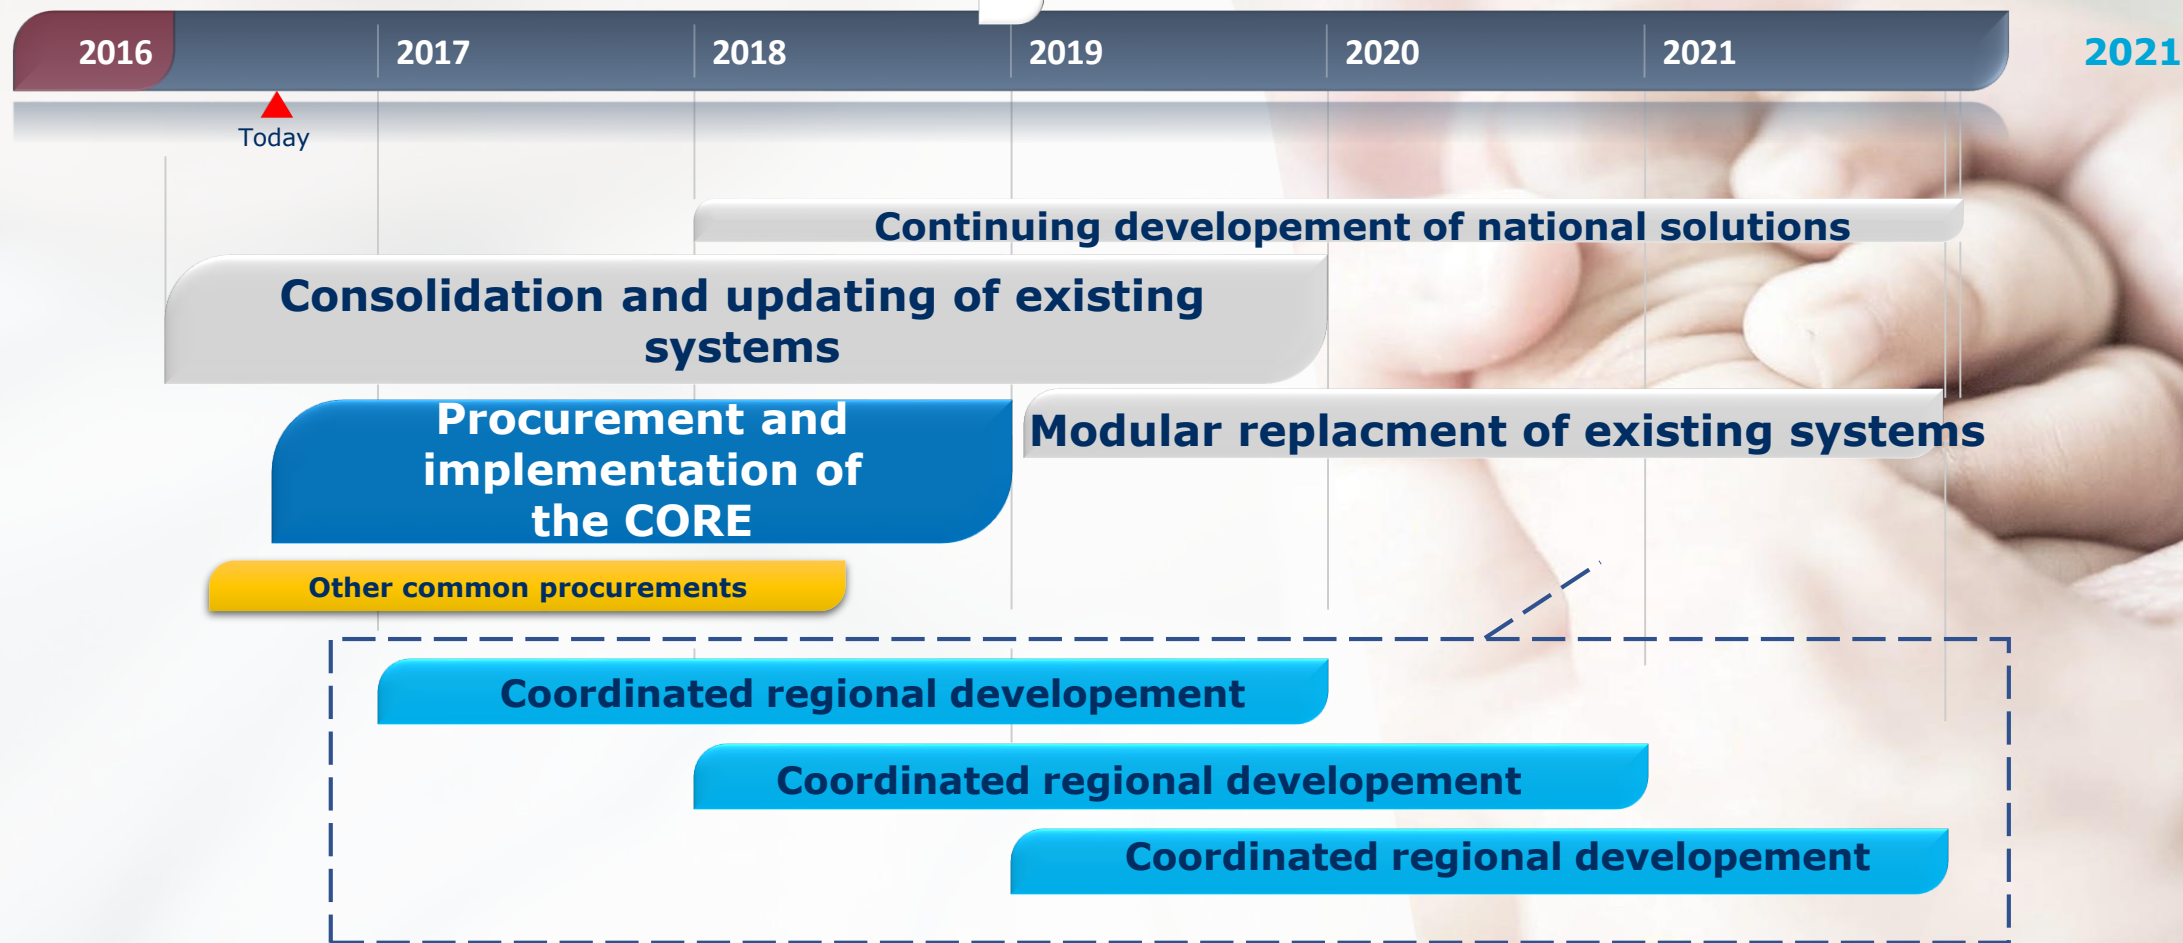 2016 2017 2018 2019 2020 2021 2021
Today
Continuing developement of national solutions
Consolidation and updating of existing
systems
Procurement and
implementation of
the CORE
Modular replacment of existing systems
Other common procurements
Coordinated regional developement
Coordinated regional developement
Coordinated regional developement